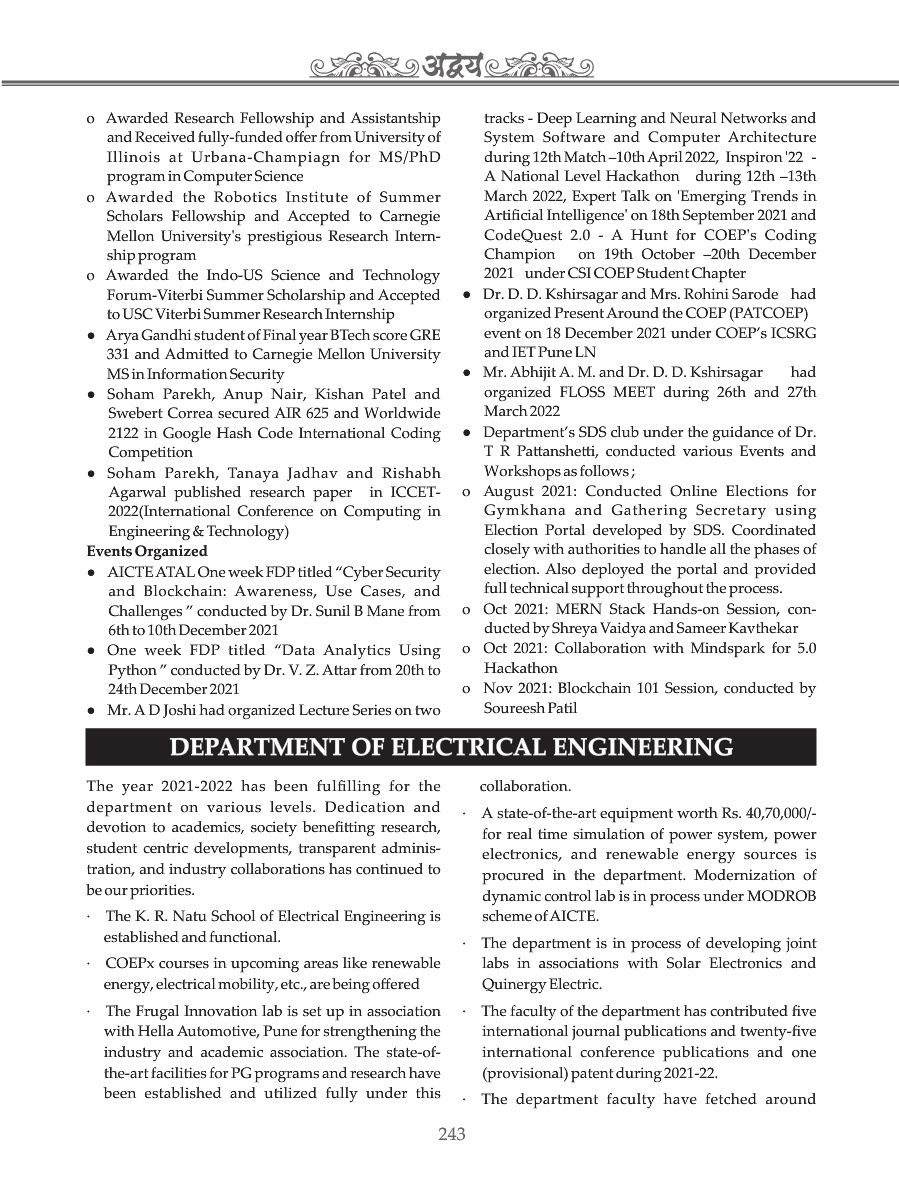 अद्वय
o Awarded Research Fellowship and Assistantship
and Received fully-funded offer from University of
Illinois at Urbana-Champiagn for MS/PhD
program in Computer Science
o Awarded the Robotics Institute of Summer
Scholars Fellowship and Accepted to Carnegie
Mellon University's prestigious Research Intern-
ship program
o Awarded the Indo-US Science and Technology
Forum-Viterbi Summer Scholarship and Accepted
to USC Viterbi Summer Research Internship
● Arya Gandhi student of Final year BTech score GRE
331 and Admitted to Carnegie Mellon University
MS in Information Security
● Soham Parekh, Anup Nair, Kishan Patel and
Swebert Correa secured AIR 625 and Worldwide
2122 in Google Hash Code International Coding
Competition
● Soham Parekh, Tanaya Jadhav and Rishabh
Agarwal published research paper in ICCET-
2022(International Conference on Computing in
Engineering & Technology)
Events Organized
● AICTE ATAL One week FDP titled “Cyber Security
and Blockchain: Awareness, Use Cases, and
Challenges ” conducted by Dr. Sunil B Mane from
6th to 10th December 2021
● One week FDP titled “Data Analytics Using
Python ” conducted by Dr. V. Z. Attar from 20th to
24th December 2021
● Mr. A D Joshi had organized Lecture Series on two
tracks - Deep Learning and Neural Networks and
System Software and Computer Architecture
during 12th Match –10th April 2022, Inspiron '22 -
A National Level Hackathon during 12th –13th
March 2022, Expert Talk on 'Emerging Trends in
Artificial Intelligence' on 18th September 2021 and
CodeQuest 2.0 - A Hunt for COEP's Coding
Champion on 19th October –20th December
2021 under CSI COEP Student Chapter
● Dr. D. D. Kshirsagar and Mrs. Rohini Sarode had
organized Present Around the COEP (PATCOEP)
event on 18 December 2021 under COEP’s ICSRG
and IET Pune LN
● Mr. Abhijit A. M. and Dr. D. D. Kshirsagar had
organized FLOSS MEET during 26th and 27th
March 2022
● Department’s SDS club under the guidance of Dr.
T R Pattanshetti, conducted various Events and
Workshops as follows ;
o August 2021: Conducted Online Elections for
Gymkhana and Gathering Secretary using
Election Portal developed by SDS. Coordinated
closely with authorities to handle all the phases of
election. Also deployed the portal and provided
full technical support throughout the process.
o Oct 2021: MERN Stack Hands-on Session, con-
ducted by Shreya Vaidya and Sameer Kavthekar
o Oct 2021: Collaboration with Mindspark for 5.0
Hackathon
o Nov 2021: Blockchain 101 Session, conducted by
Soureesh Patil
DEPARTMENT OF ELECTRICAL ENGINEERING
The year 2021-2022 has been fulfilling for the
department on various levels. Dedication and
devotion to academics, society benefitting research,
student centric developments, transparent adminis-
tration, and industry collaborations has continued to
be our priorities.
· The K. R. Natu School of Electrical Engineering is
established and functional.
· COEPx courses in upcoming areas like renewable
energy, electrical mobility, etc., are being offered
· The Frugal Innovation lab is set up in association
with Hella Automotive, Pune for strengthening the
industry and academic association. The state-of-
the-art facilities for PG programs and research have
been established and utilized fully under this
collaboration.
· A state-of-the-art equipment worth Rs. 40,70,000/-
for real time simulation of power system, power
electronics, and renewable energy sources is
procured in the department. Modernization of
dynamic control lab is in process under MODROB
scheme of AICTE.
· The department is in process of developing joint
labs in associations with Solar Electronics and
Quinergy Electric.
· The faculty of the department has contributed five
international journal publications and twenty-five
international conference publications and one
(provisional) patent during 2021-22.
· The department faculty have fetched around
243